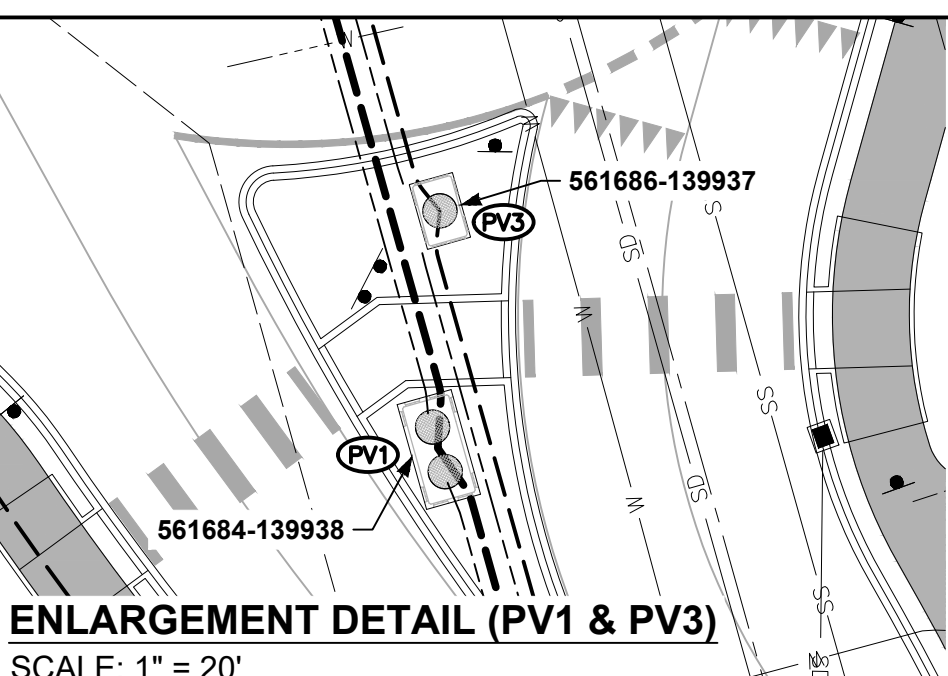 561686-139937
PV3
S
SD
W
SS
PV1
SD
W
561684-139938
SS
ENLARGEMENT DETAIL (PV1 & PV3)
SCALE: 1" = 20'